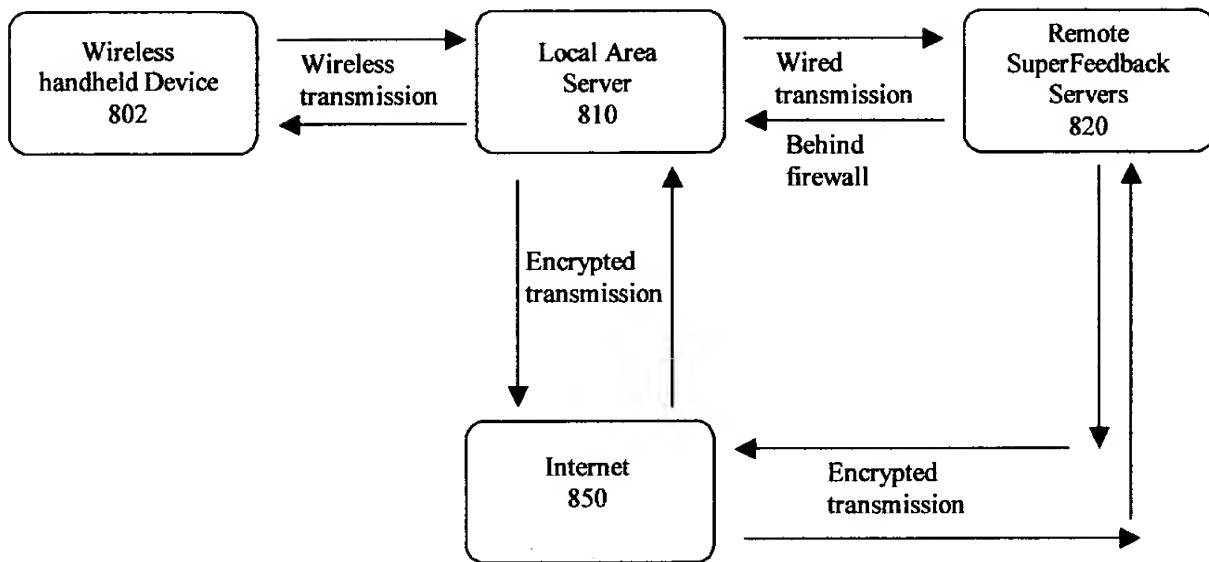 Wireless
handheld Device
802
Wireless
transmission
Local Area
Server
810
Wired
transmission
Behind
firewall
Remote
SuperFeedback
Servers
820
Encrypted
transmission
Internet
850
Encrypted
transmission